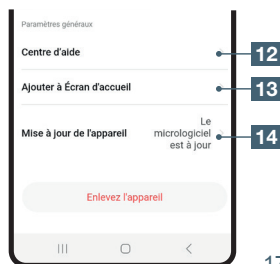 Paramètres généraux
Centre d'aide
12
Ajouter à Écran d'accueil
13
Mise à jour de l'appareil
Le
micrologiciel
est à jour
14
Enlevez l'appareil